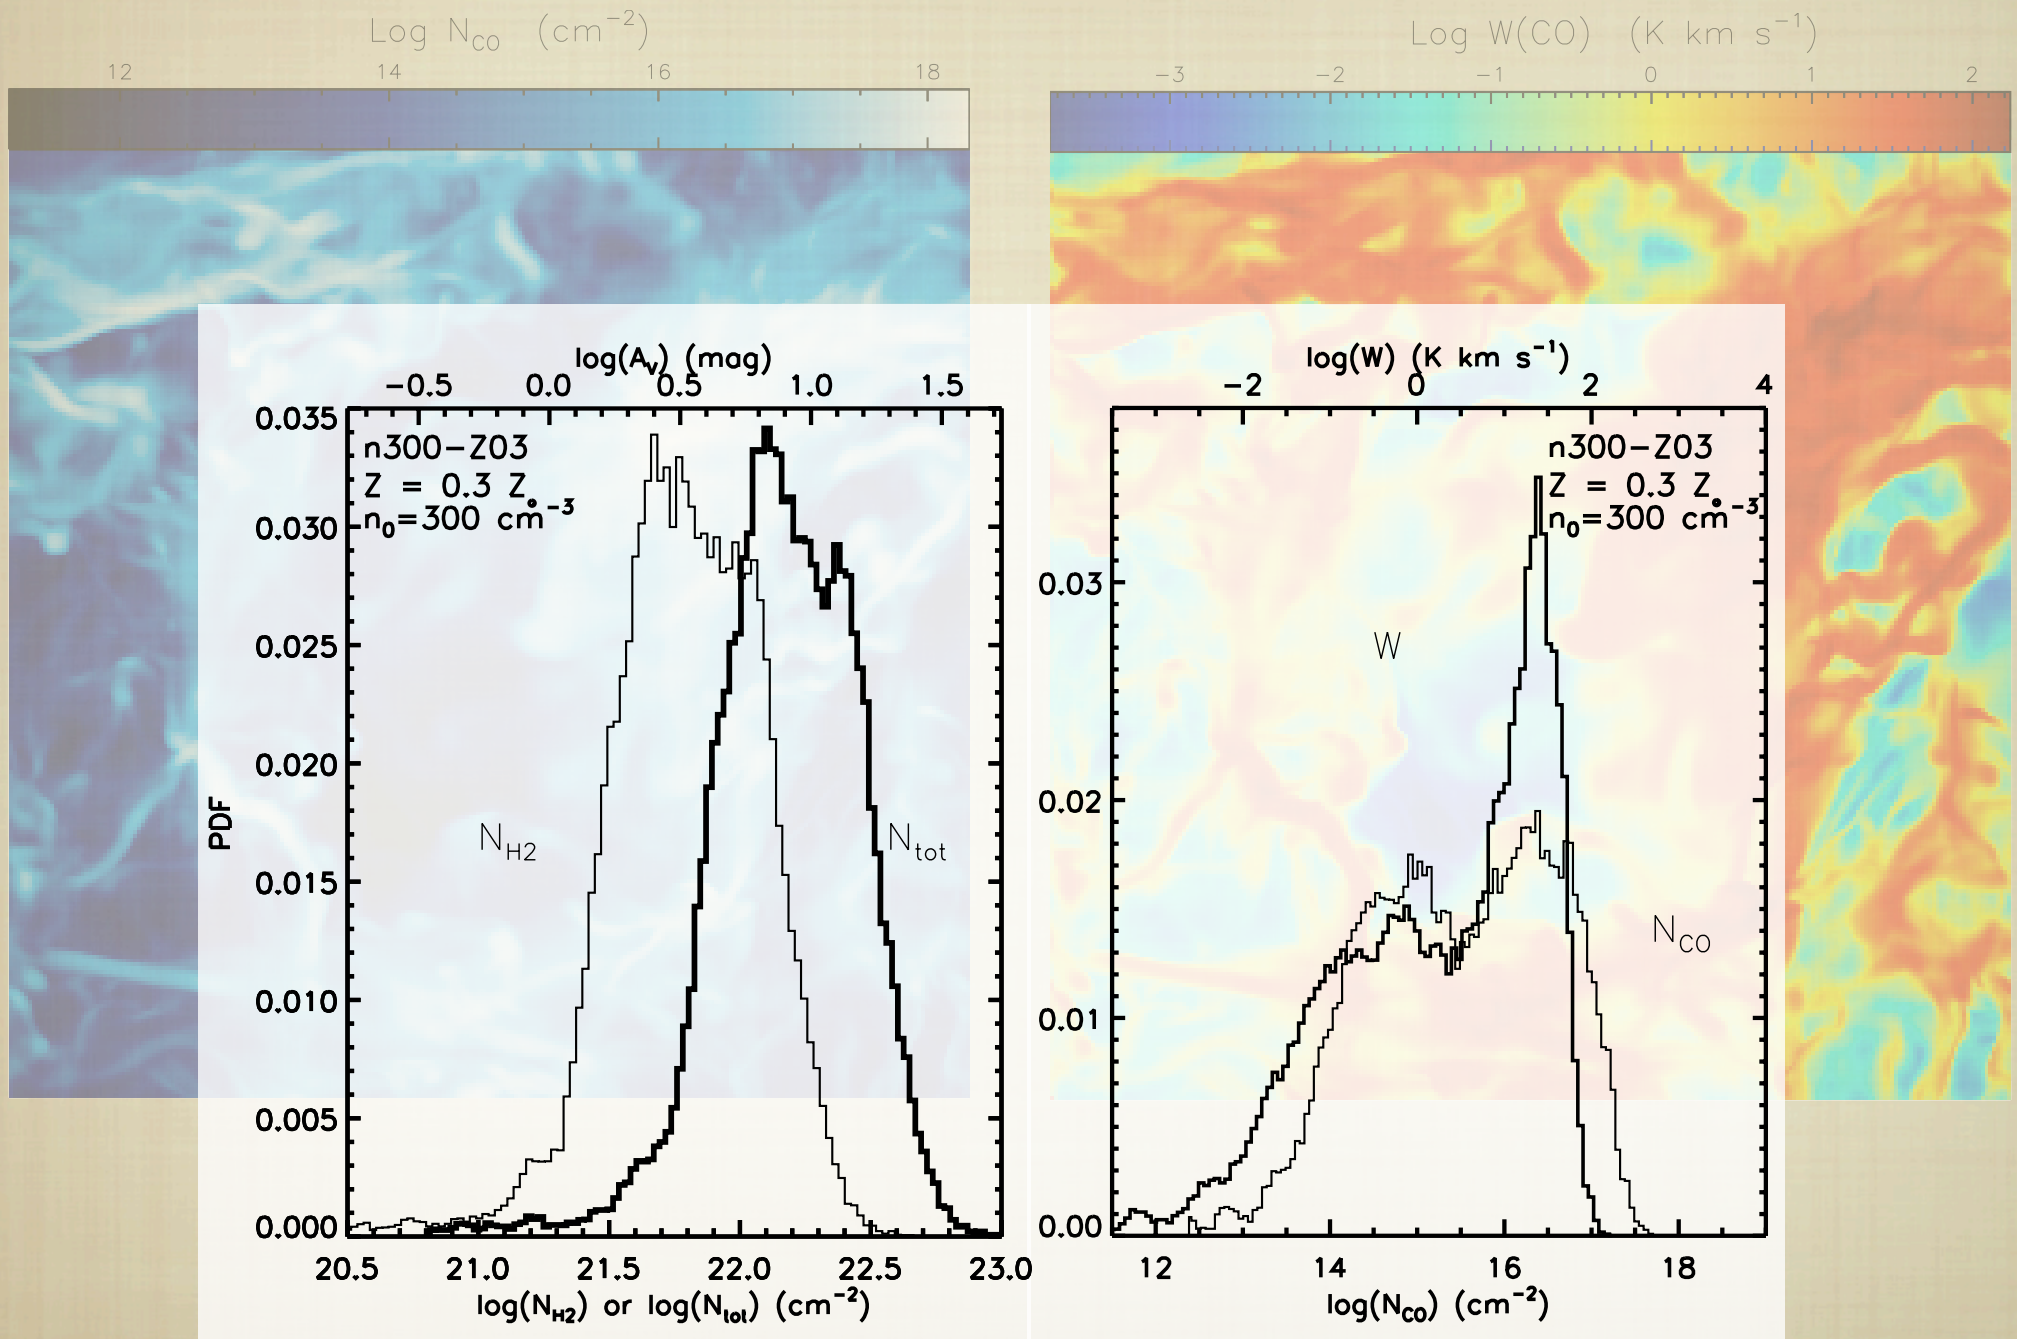 Log N_CO (cm⁻²)
12 14 16 18
Log W(CO) (K km s⁻¹)
−3 −2 −1 0 1 2
log(A_v) (mag)
−0.5 0.0 0.5 1.0 1.5
0.035
0.030
0.025
0.020
0.015
0.010
0.005
0.000
PDF
n300−Z03
Z = 0.3 Z_⊙
n_0=300 cm⁻³
N_H2
N_tot
20.5 21.0 21.5 22.0 22.5 23.0
log(N_H2) or log(N_tot) (cm⁻²)
log(W) (K km s⁻¹)
−2 0 2 4
0.03
0.02
0.01
0.00
n300−Z03
Z = 0.3 Z_⊙
n_0=300 cm⁻³
W
N_CO
12 14 16 18
log(N_CO) (cm⁻²)